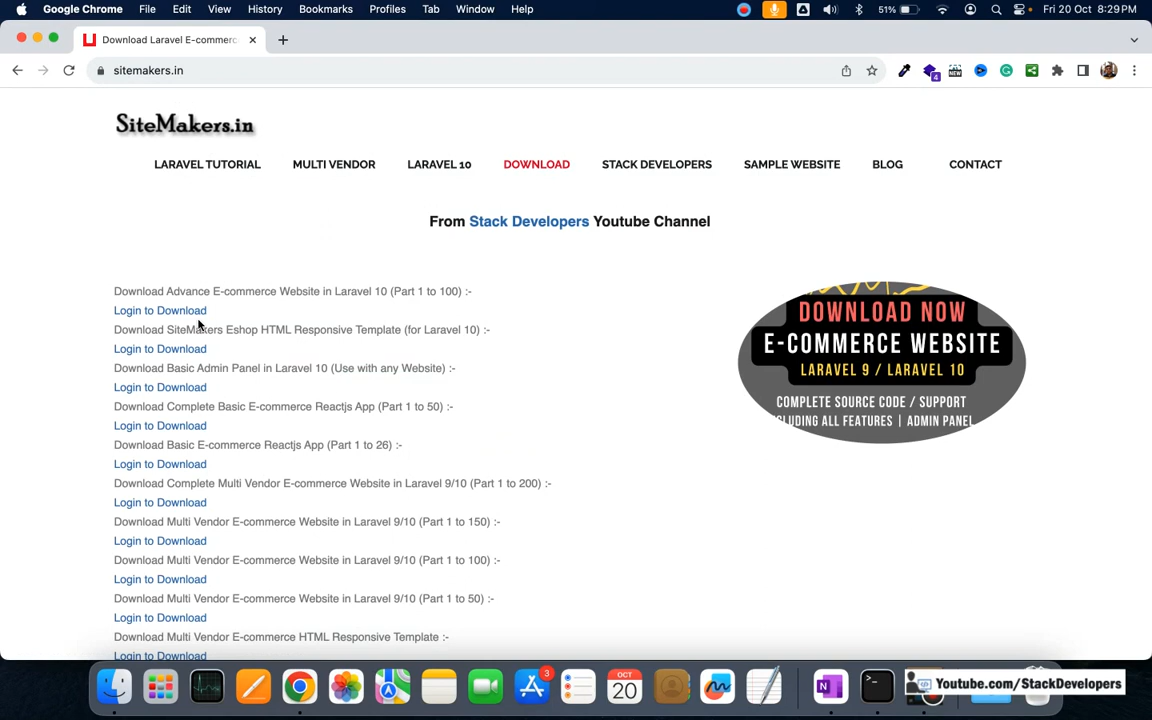 Google Chrome File Edit View History Bookmarks Profiles Tab Window Help 51% Fri 20 Oct 8:29 PM
Download Laravel E-commerc
sitemakers.in
NEW
4
SiteMakers.in
LARAVEL TUTORIAL MULTI VENDOR LARAVEL 10 DOWNLOAD STACK DEVELOPERS SAMPLE WEBSITE BLOG CONTACT
From Stack Developers Youtube Channel
Download Advance E-commerce Website in Laravel 10 (Part 1 to 100) :-
Login to Download
Download SiteMakers Eshop HTML Responsive Template (for Laravel 10) :-
Login to Download
Download Basic Admin Panel in Laravel 10 (Use with any Website) :-
Login to Download
Download Complete Basic E-commerce Reactjs App (Part 1 to 50) :-
Login to Download
Download Basic E-commerce Reactjs App (Part 1 to 26) :-
Login to Download
Download Complete Multi Vendor E-commerce Website in Laravel 9/10 (Part 1 to 200) :-
Login to Download
Download Multi Vendor E-commerce Website in Laravel 9/10 (Part 1 to 150) :-
Login to Download
Download Multi Vendor E-commerce Website in Laravel 9/10 (Part 1 to 100) :-
Login to Download
Download Multi Vendor E-commerce Website in Laravel 9/10 (Part 1 to 50) :-
Login to Download
Download Multi Vendor E-commerce HTML Responsive Template :-
Login to Download
DOWNLOAD NOW
E-COMMERCE WEBSITE
LARAVEL 9 / LARAVEL 10
COMPLETE SOURCE CODE / SUPPORT
CLUDING ALL FEATURES | ADMIN PANEL
3
OCT
20
N
Youtube.com/StackDevelopers